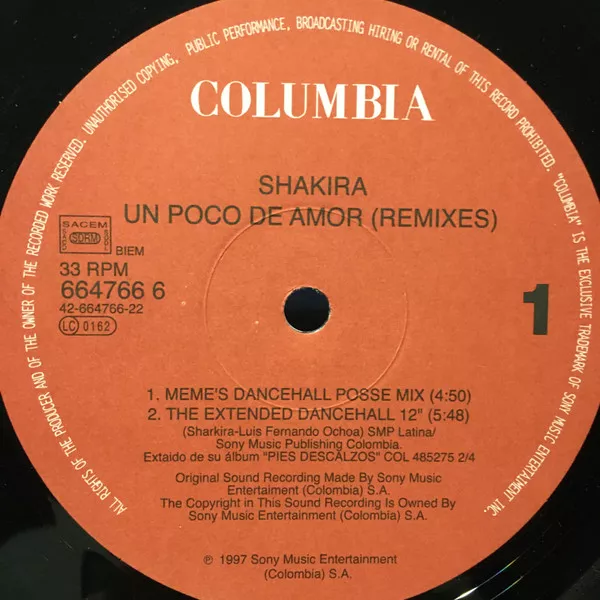 ALL RIGHTS OF THE PRODUCER AND OF THE OWNER OF THE RECORDED WORK RESERVED. UNAUTHORISED COPYING, PUBLIC PERFORMANCE, BROADCASTING HIRING OR RENTAL OF THIS RECORD PROHIBITED. "COLUMBIA" IS THE EXCLUSIVE TRADEMARK OF SONY MUSIC ENTERTAINMENT INC.
COLUMBIA
SHAKIRA
UN POCO DE AMOR (REMIXES)
SACEM
SDRM
BIEM
33 RPM
664766 6
42-664766-22
LC 0162
1
1. MEME'S DANCEHALL POSSE MIX (4:50)
2. THE EXTENDED DANCEHALL 12" (5:48)
(Sharkira-Luis Fernando Ochoa) SMP Latina/
Sony Music Publishing Colombia.
Extaido de su álbum "PIES DESCALZOS" COL 485275 2/4
Original Sound Recording Made By Sony Music
Entertaiment (Colombia) S.A.
The Copyright in This Sound Recording Is Owned By
Sony Music Entertainment (Colombia) S.A.
℗ 1997 Sony Music Entertainment
(Colombia) S.A.